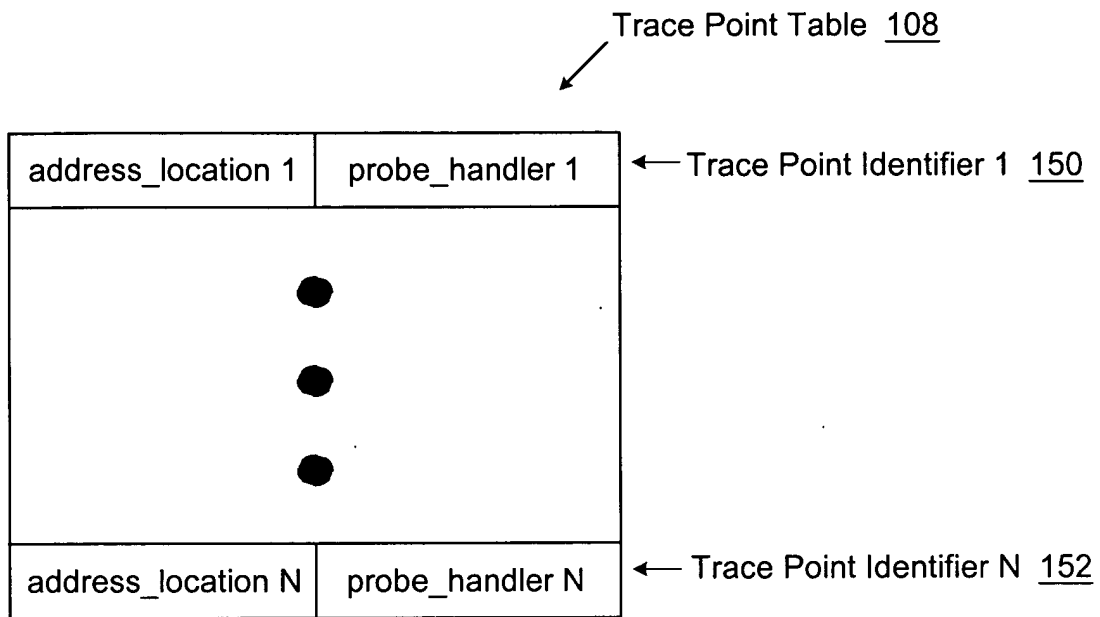 Trace Point Table 108
address_location 1 probe_handler 1 Trace Point Identifier 1 150
address_location N probe_handler N Trace Point Identifier N 152